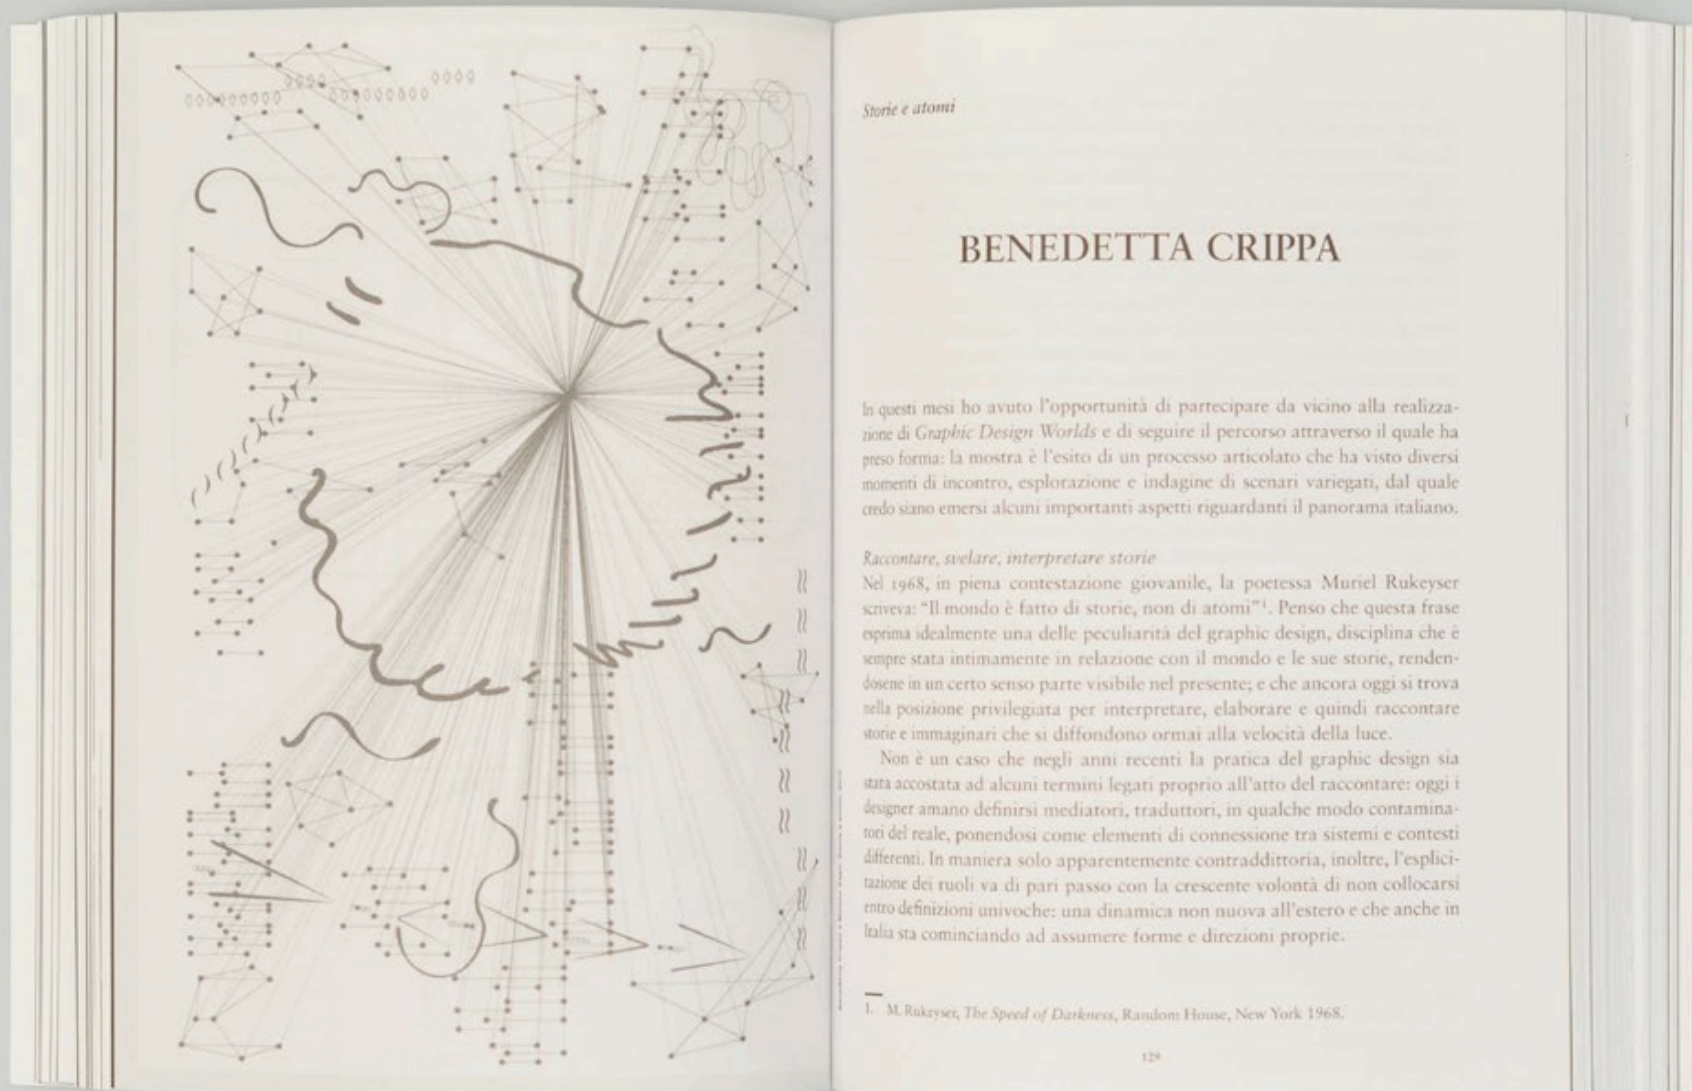 Storie e atomi
BENEDETTA CRIPPA
In questi mesi ho avuto l'opportunità di partecipare da vicino alla realizza-
zione di Graphic Design Worlds e di seguire il percorso attraverso il quale ha
preso forma: la mostra è l'esito di un processo articolato che ha visto diversi
momenti di incontro, esplorazione e indagine di scenari variegati, dal quale
credo siano emersi alcuni importanti aspetti riguardanti il panorama italiano.
Raccontare, svelare, interpretare storie
Nel 1968, in piena contestazione giovanile, la poetessa Muriel Rukeyser
scriveva: “Il mondo è fatto di storie, non di atomi”¹. Penso che questa frase
esprima idealmente una delle peculiarità del graphic design, disciplina che è
sempre stata intimamente in relazione con il mondo e le sue storie, renden-
dosene in un certo senso parte visibile nel presente; e che ancora oggi si trova
nella posizione privilegiata per interpretare, elaborare e quindi raccontare
storie e immaginari che si diffondono ormai alla velocità della luce.
Non è un caso che negli anni recenti la pratica del graphic design sia
stata accostata ad alcuni termini legati proprio all'atto del raccontare: oggi i
designer amano definirsi mediatori, traduttori, in qualche modo contamina-
tori del reale, ponendosi come elementi di connessione tra sistemi e contesti
differenti. In maniera solo apparentemente contraddittoria, inoltre, l'esplici-
tazione dei ruoli va di pari passo con la crescente volontà di non collocarsi
entro definizioni univoche: una dinamica non nuova all'estero e che anche in
Italia sta cominciando ad assumere forme e direzioni proprie.
1. M. Rukeyser, The Speed of Darkness, Random House, New York 1968.
129